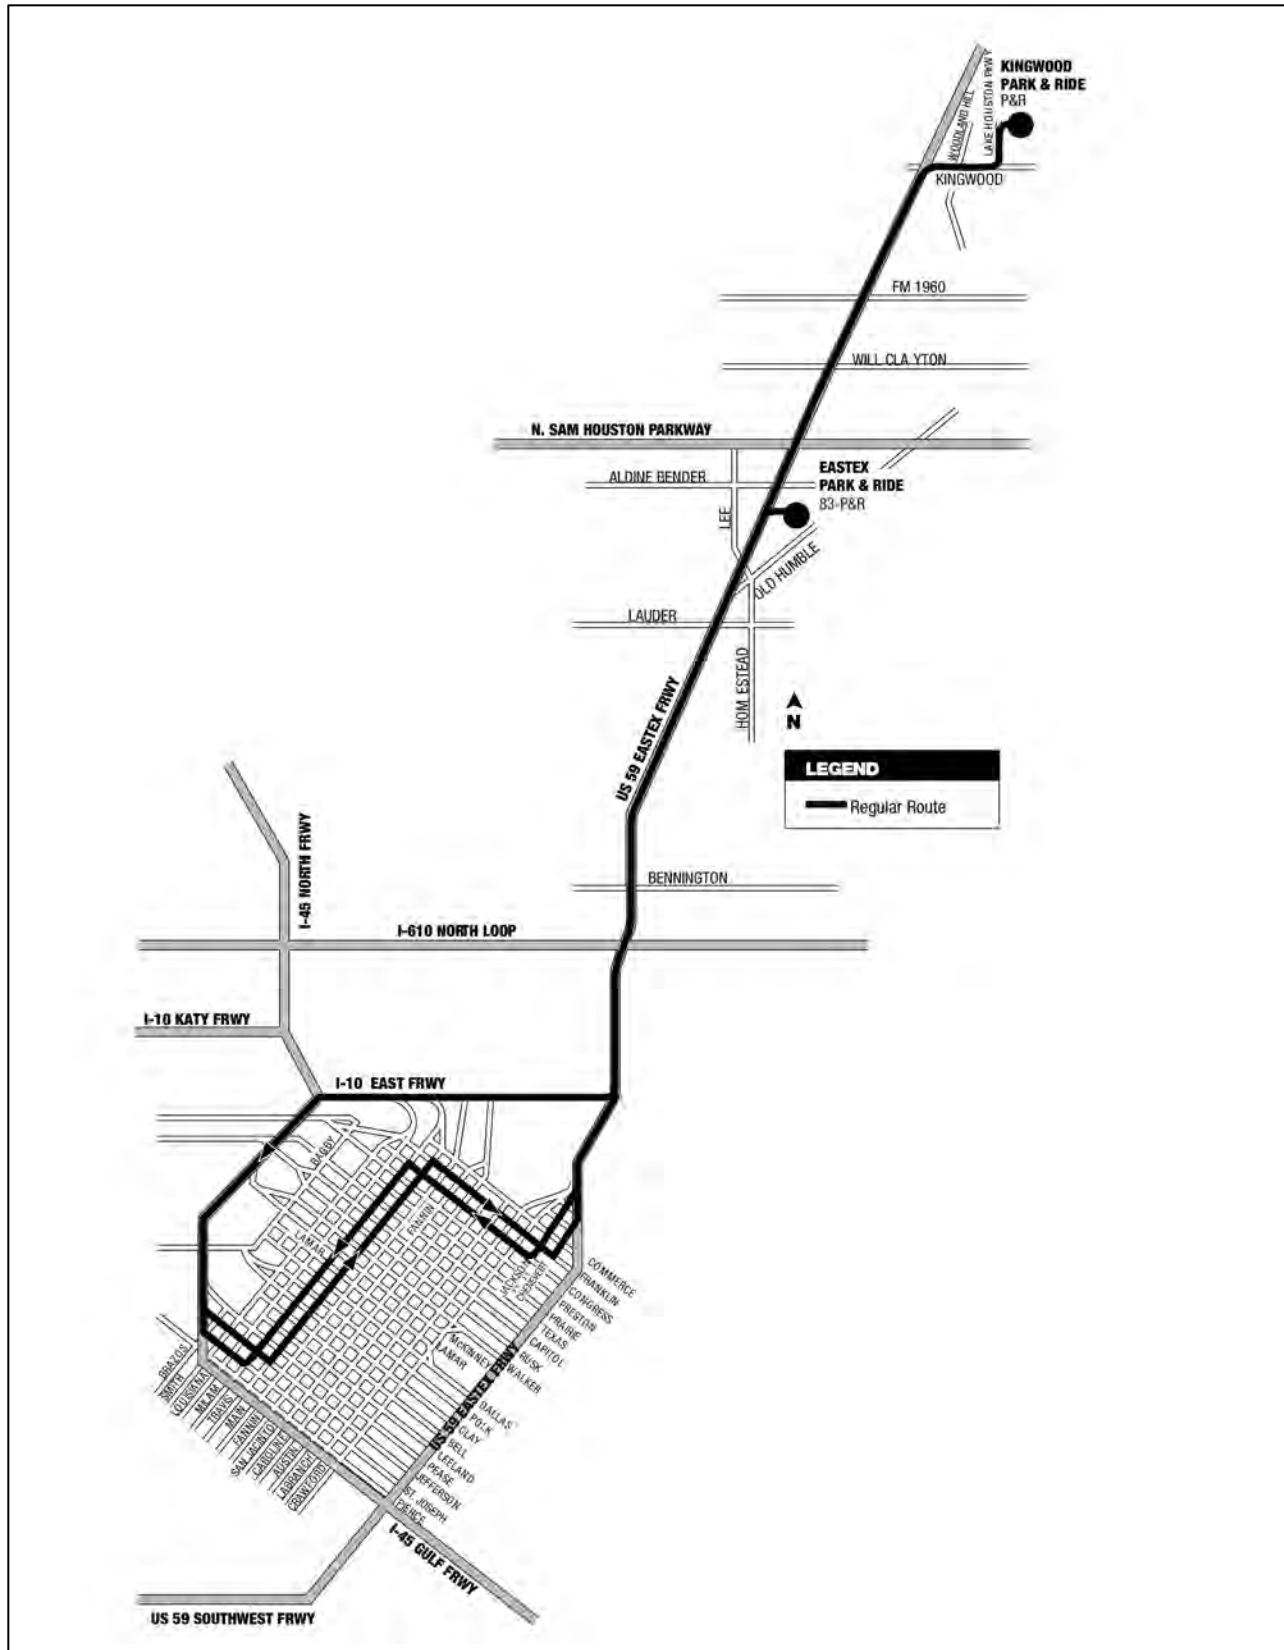 KINGWOOD
PARK & RIDE
P&R
LAKE HOUSTON PKWY
WOODLAND HILL
KINGWOOD
FM 1960
WILL CLA YTON
N. SAM HOUSTON PARKWAY
EASTEX
PARK & RIDE
83-P&R
ALDINE BENDER
LEE
OLD HUMBLE
LAUDER
HOM ESTEAD
US 59 EASTEX FRWY
N
LEGEND
Regular Route
I-45 NORTH FRWY
BENNINGTON
I-610 NORTH LOOP
I-10 KATY FRWY
I-10 EAST FRWY
BAGBY
LAMAR
FANNIN
JACKSON
CHENEVERT
COMMERCE
FRANKLIN
CONGRESS
PRESTON
PRAIRIE
TEXAS
CAPITOL
RUSK
WALKER
McKINNEY
LAMAR
US 59 EASTEX FRWY
DALLAS
POLK
CLAY
BELL
LEELAND
PEASE
JEFFERSON
ST. JOSEPH
PIERCE
BRAZOS
SMITH
LOUISIANA
MILAM
TRAVIS
MAIN
FANNIN
SAN JACINTO
CAROLINE
AUSTIN
LABRANCH
CRAWFORD
I-45 GULF FRWY
US 59 SOUTHWEST FRWY